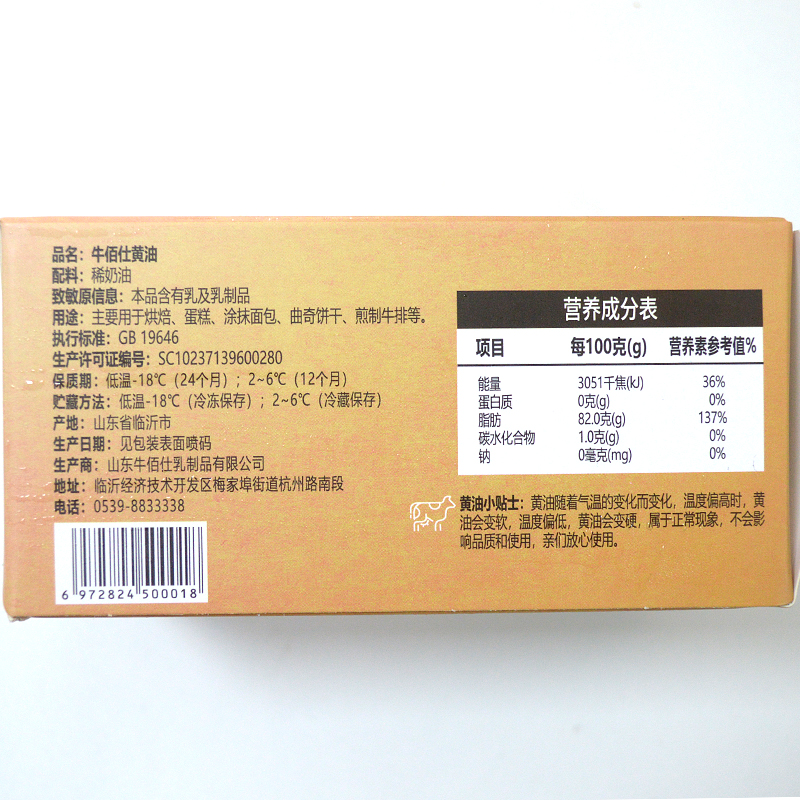 品名：牛佰仕黄油
配料：稀奶油
致敏原信息：本品含有乳及乳制品
用途：主要用于烘焙、蛋糕、涂抹面包、曲奇饼干、煎制牛排等。
执行标准：GB 19646
生产许可证编号：SC10237139600280
保质期：低温-18℃（24个月）；2~6℃（12个月）
贮藏方法：低温-18℃（冷冻保存）；2~6℃（冷藏保存）
产地：山东省临沂市
生产日期：见包装表面喷码
生产商：山东牛佰仕乳制品有限公司
地址：临沂经济技术开发区梅家埠街道杭州路南段
电话：0539-8833338
6 972824 500018
营养成分表
项目 每100克(g) 营养素参考值%
能量 3051千焦(kJ) 36%
蛋白质 0克(g) 0%
脂肪 82.0克(g) 137%
碳水化合物 1.0克(g) 0%
钠 0毫克(mg) 0%
黄油小贴士：黄油随着气温的变化而变化，温度偏高时，黄
油会变软，温度偏低，黄油会变硬，属于正常现象，不会影
响品质和使用，亲们放心使用。